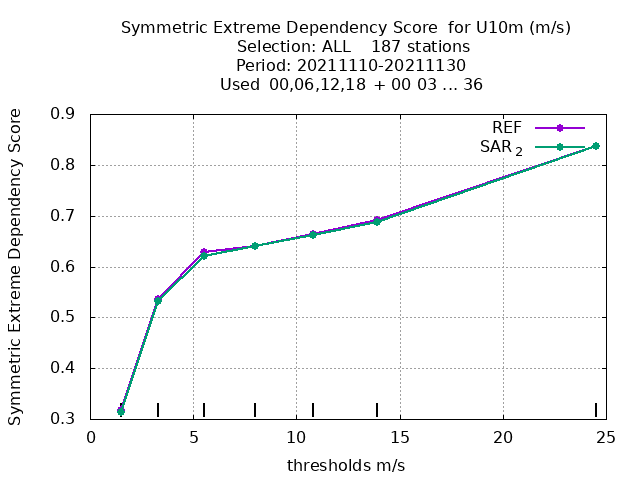 Symmetric Extreme Dependency Score for U10m (m/s)
Selection: ALL 187 stations
Period: 20211110-20211130
Used 00,06,12,18 + 00 03 ... 36
Symmetric Extreme Dependency Score
0.9
0.8
0.7
0.6
0.5
0.4
0.3
REF
SAR 2
0 5 10 15 20 25
thresholds m/s